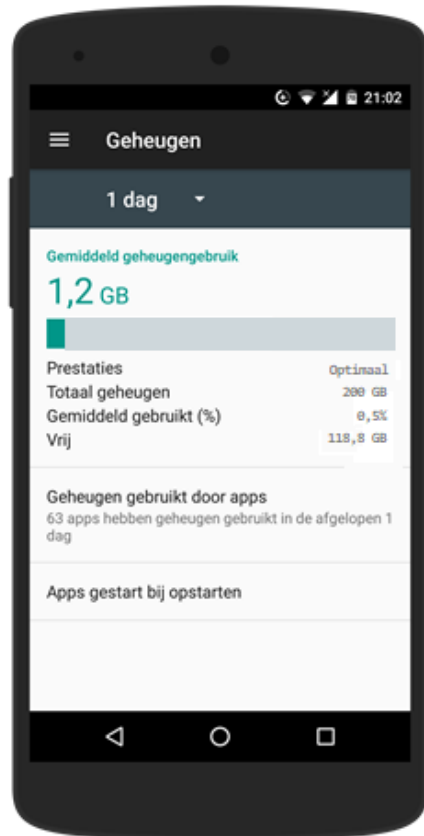 21:02
Geheugen
1 dag
Gemiddeld geheugengebruik
1,2 GB
Prestaties Optimaal
Totaal geheugen 200 GB
Gemiddeld gebruikt (%) 0,5%
Vrij 118,8 GB
Geheugen gebruikt door apps
63 apps hebben geheugen gebruikt in de afgelopen 1
dag
Apps gestart bij opstarten